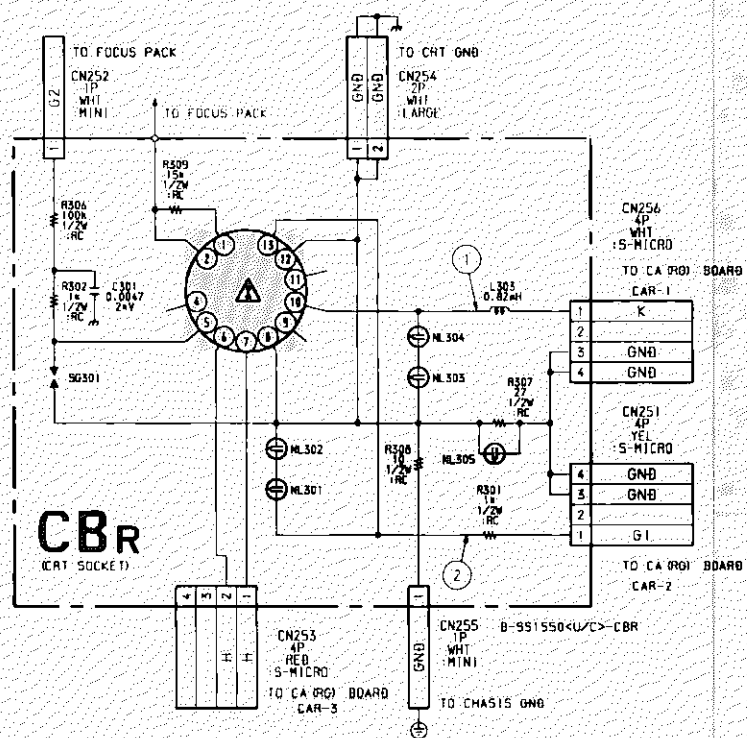 TO FOCUS PACK
CN252
1P
WHT
MINI
G2
1
TO FOCUS PACK
TO CRT GND
CN254
2P
WHT
LARGE
GND
GND
1
2
R309
15k
1/2W
:RC
R306
100k
1/2W
:RC
R302
1k
1/2W
:RC
C301
0.0047
2kV
SG301
1
2
4
5
6
7
8
9
10
11
12
13
1
L303
0.82mH
NL304
NL303
R307
27
1/2W
:RC
NL305
R308
10
1/2W
:RC
R301
1k
1/2W
:RC
NL302
NL301
2
CN256
4P
WHT
:S-MICRO
TO CA (RG) BOARD
CAR-1
1 K
2
3 GND
4 GND
CN251
4P
YEL
:S-MICRO
4 GND
3 GND
2
1 G1
TO CA (RG) BOARD
CAR-2
CBR
(CRT SOCKET)
4
3
2 H
1 H
CN253
4P
RED
S-MICRO
TO CA (RG) BOARD
CAR-3
1
GND
CN255
1P
WHT
:MINI
TO CHASIS GND
B-SS1550<U/C>-CBR